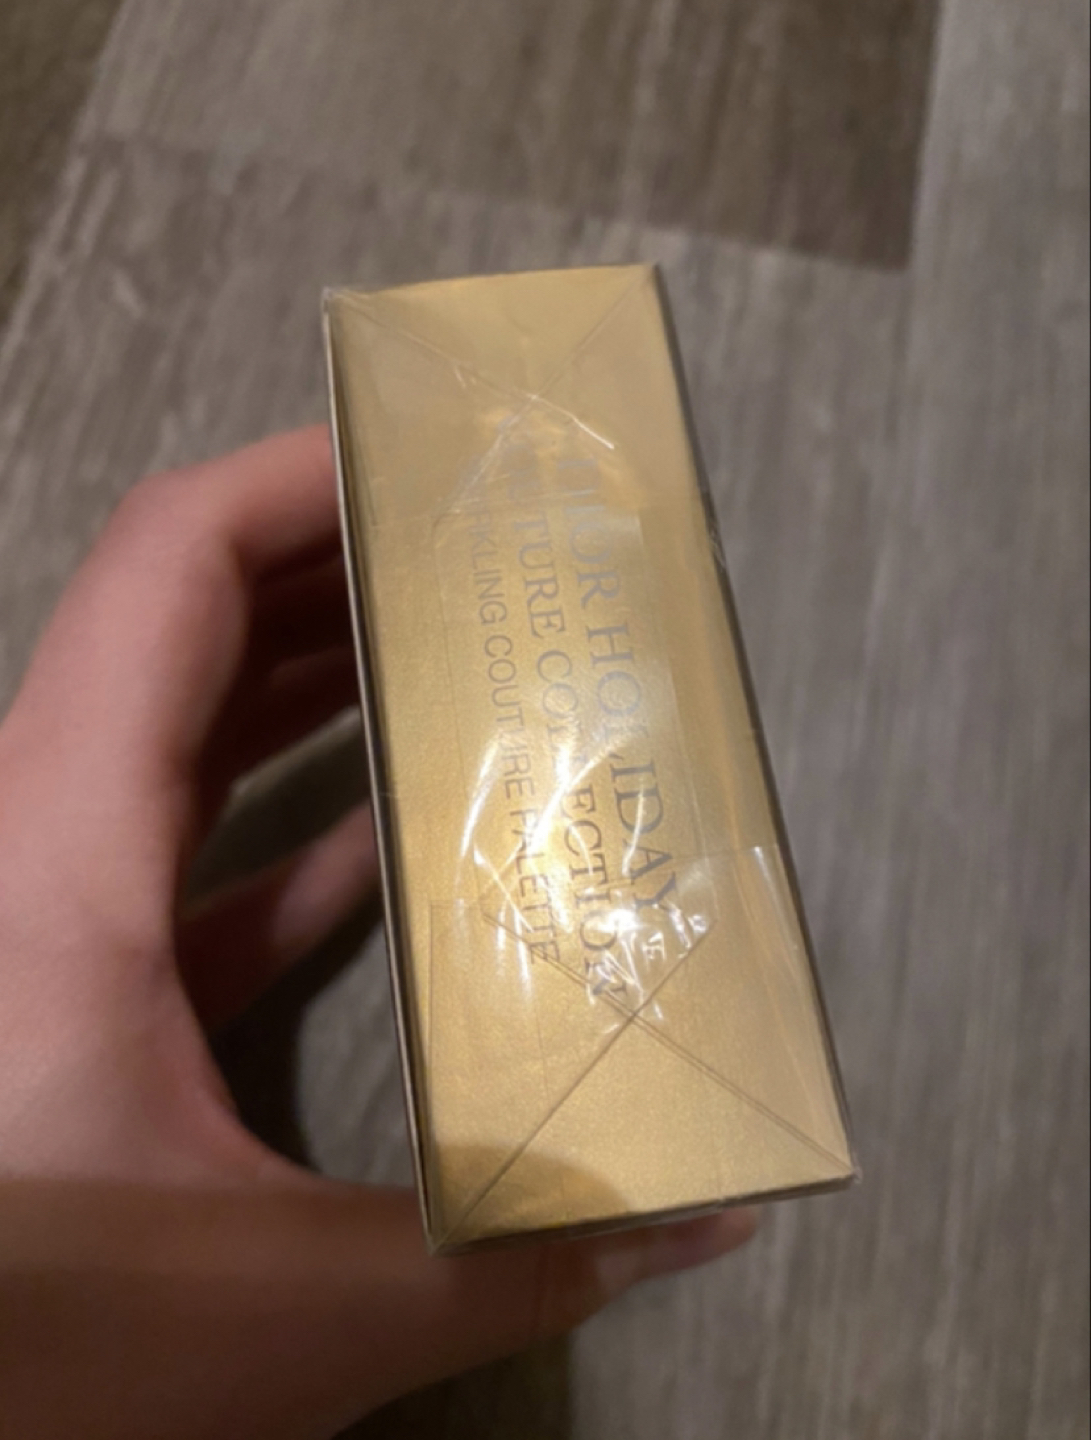 DIOR HOLIDAY
COUTURE COLLECTION
SPARKLING COUTURE PALETTE